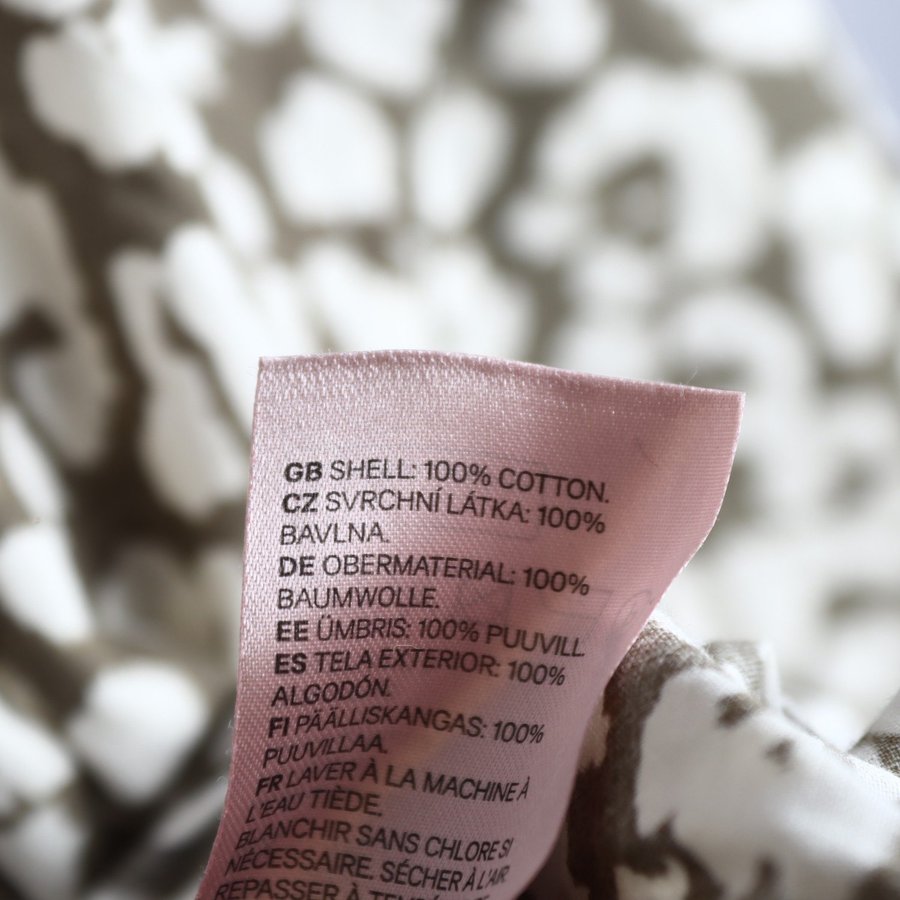 GB SHELL: 100% COTTON.
CZ SVRCHNÍ LÁTKA: 100%
BAVLNA.
DE OBERMATERIAL: 100%
BAUMWOLLE.
EE ÜMBRIS: 100% PUUVILL.
ES TELA EXTERIOR: 100%
ALGODÓN.
FI PÄÄLLISKANGAS: 100%
PUUVILLAA.
FR LAVER À LA MACHINE À
L'EAU TIÈDE.
BLANCHIR SANS CHLORE SI
NÉCESSAIRE. SÉCHER À L'AIR.
REPASSER À